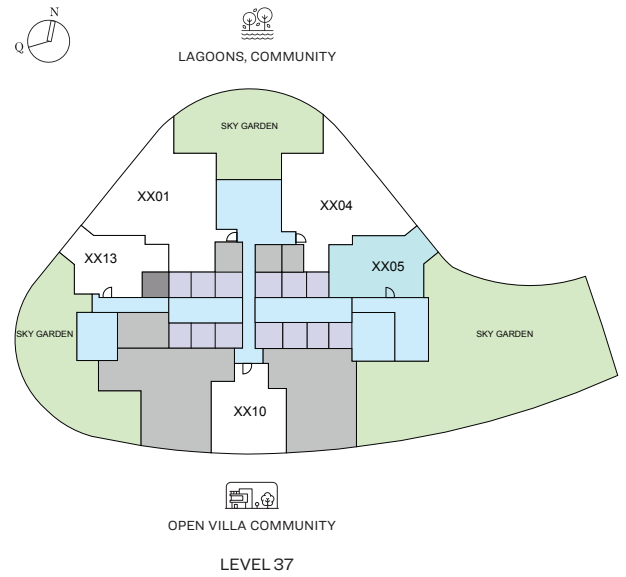 N
Q
LAGOONS, COMMUNITY
SKY GARDEN
XX01
XX04
XX13
XX05
SKY GARDEN
SKY GARDEN
XX10
OPEN VILLA COMMUNITY
LEVEL 37